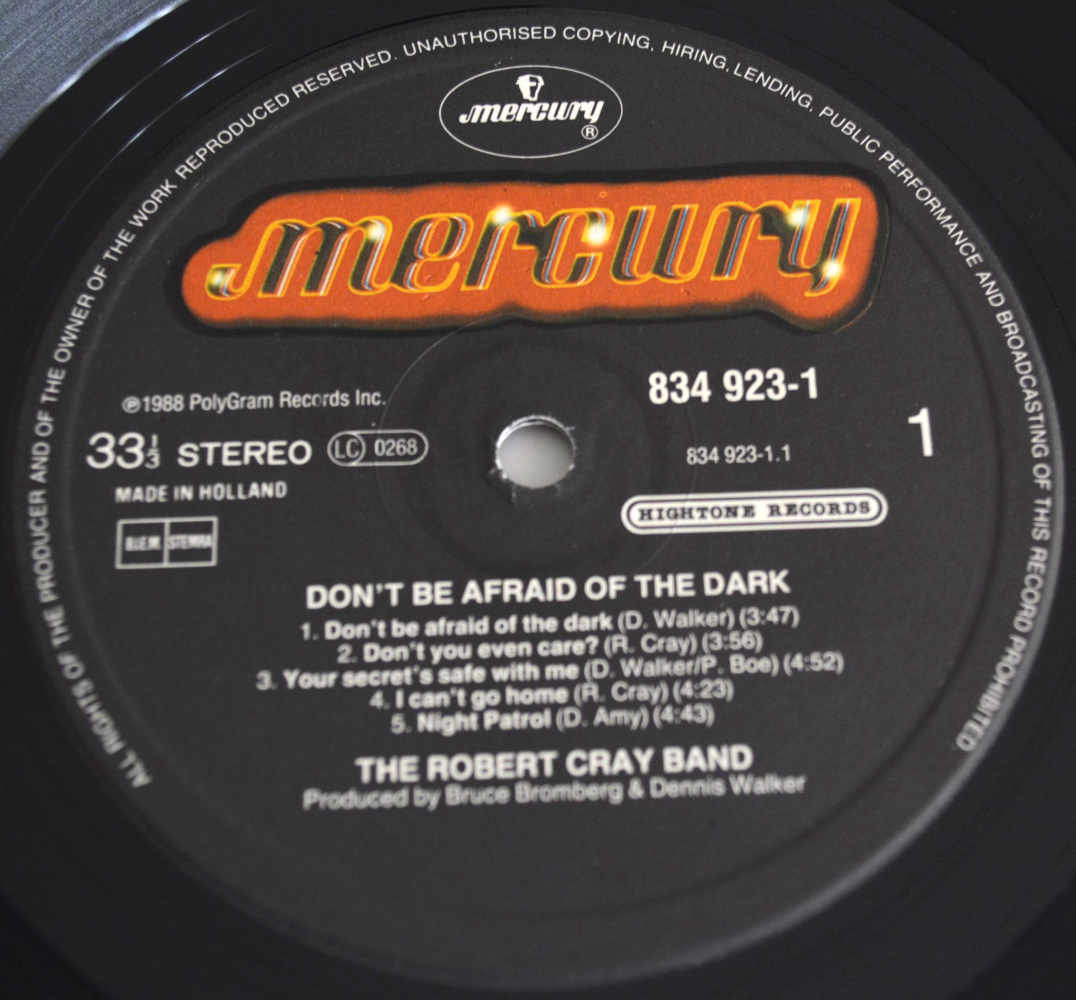 ALL RIGHTS OF THE PRODUCER AND OF THE OWNER OF THE WORK REPRODUCED RESERVED. UNAUTHORISED COPYING, HIRING, LENDING, PUBLIC PERFORMANCE AND BROADCASTING OF THIS RECORD PROHIBITED
mercury ®
mercury
℗1988 PolyGram Records Inc.
834 923-1
33⅓ STEREO LC 0268
834 923-1.1
1
MADE IN HOLLAND
HIGHTONE RECORDS
B.I.E.M. STEMRA
DON'T BE AFRAID OF THE DARK
1. Don't be afraid of the dark (D. Walker) (3:47)
2. Don't you even care? (R. Cray) (3:56)
3. Your secret's safe with me (D. Walker/P. Boe) (4:52)
4. I can't go home (R. Cray) (4:23)
5. Night Patrol (D. Amy) (4:43)
THE ROBERT CRAY BAND
Produced by Bruce Bromberg & Dennis Walker